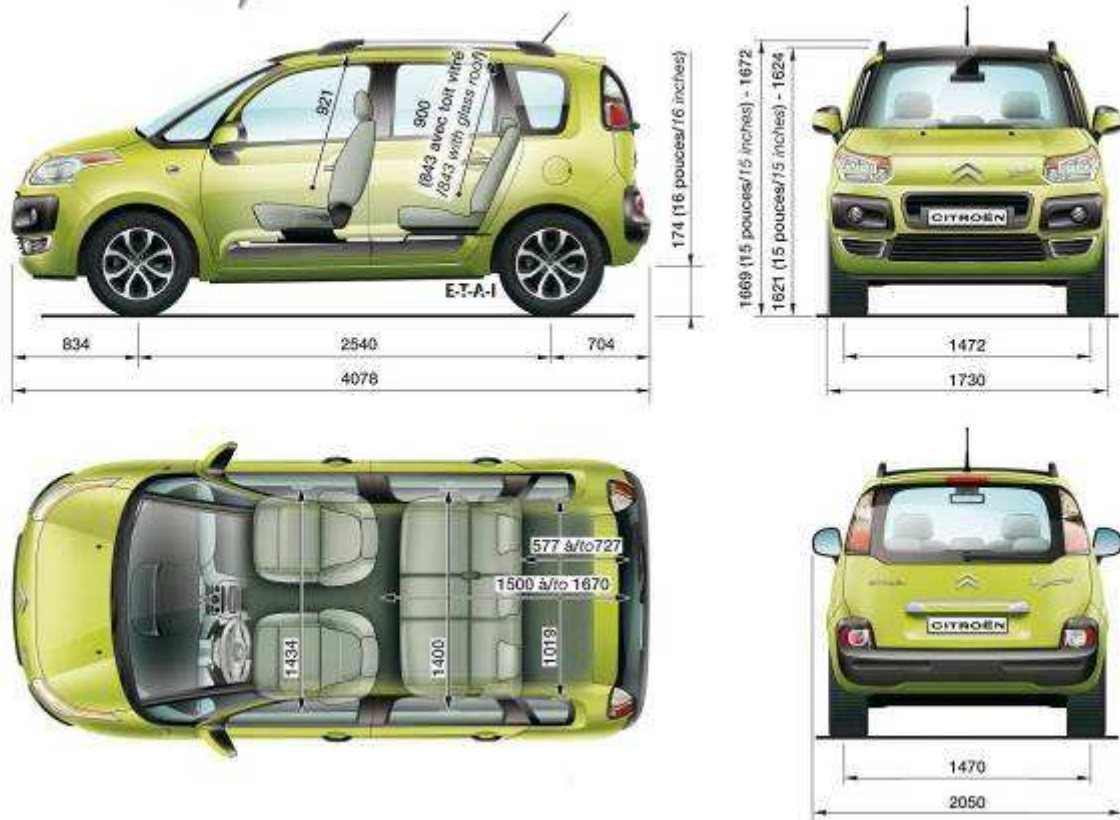 921
900
(843 avec toit vitré
/843 with glass roof)
174 (16 pouces/16 inches)
E·T·A·I
834
2540
704
4078
1669 (15 pouces/15 inches) - 1672
1621 (15 pouces/15 inches) - 1624
CITROËN
1472
1730
577 à/to727
1500 à/to 1670
1434
1400
1019
CITROËN
1470
2050